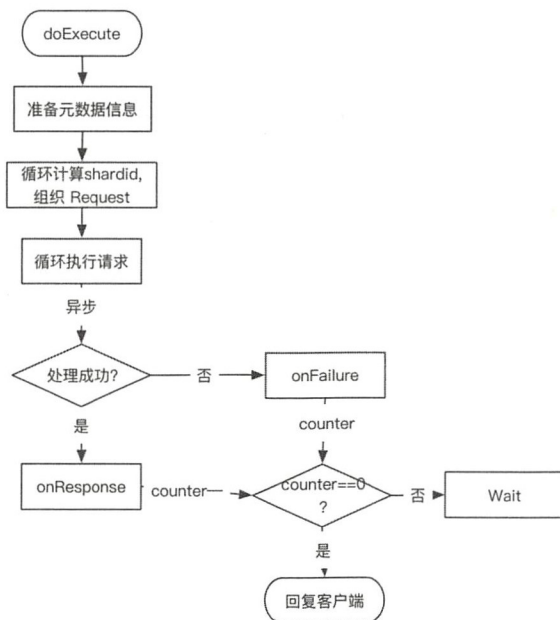 doExecute
准备元数据信息
循环计算shardid,
组织 Request
循环执行请求
异步
处理成功?
否
onFailure
是
counter
onResponse
counter—
counter==0
?
否
Wait
是
回复客户端